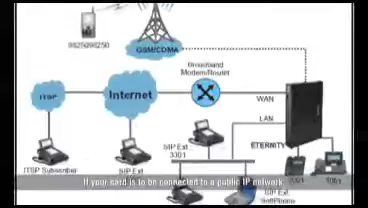 9825098250
GSM/CDMA
Broadband
Modem/Router
ITSP
Internet
WAN
LAN
ETERNITY
SIP Ext
3301
ITSP Subscriber
SIP Ext
If your card is to be connected to a public IP network
SIP Ext